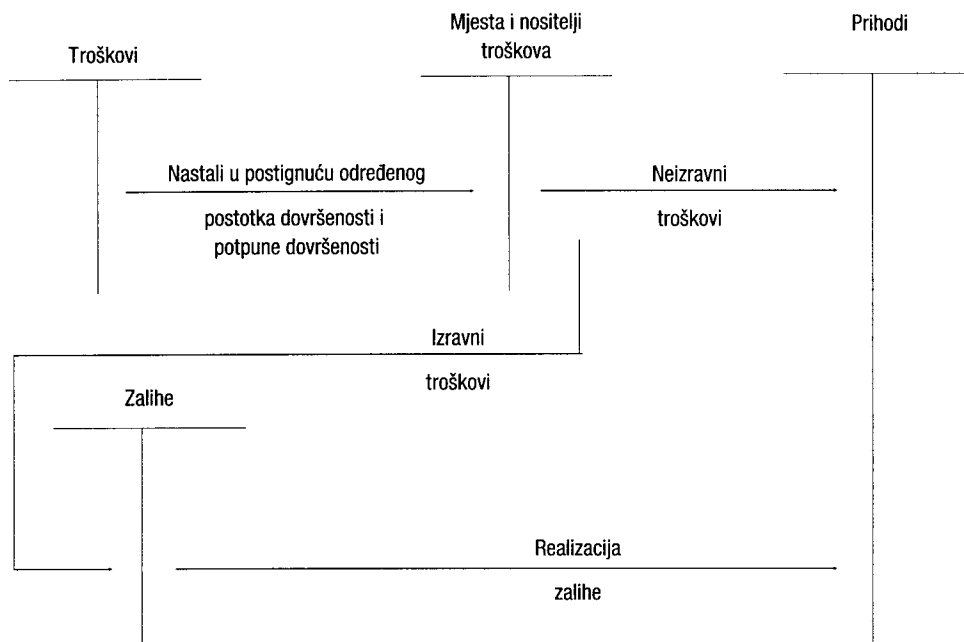 Troškovi
Mjesta i nositelji
troškova
Prihodi
Nastali u postignuću određenog
postotka dovršenosti i
potpune dovršenosti
Neizravni
troškovi
Izravni
troškovi
Zalihe
Realizacija
zalihe